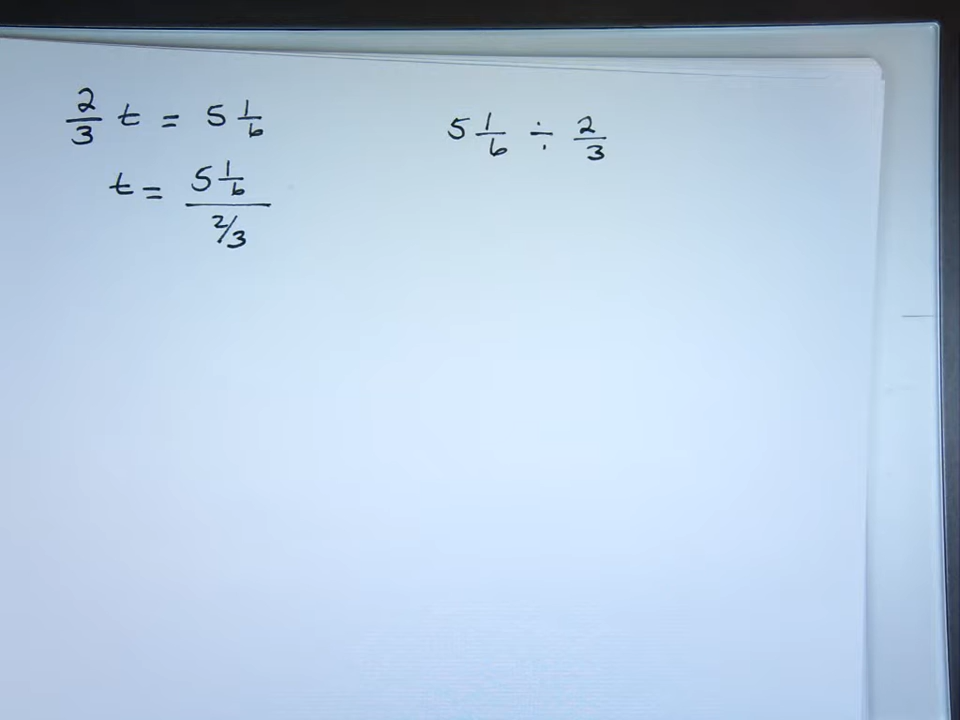 2/3 t = 5 1/6
t = 5 1/6 / 2/3
5 1/6 ÷ 2/3